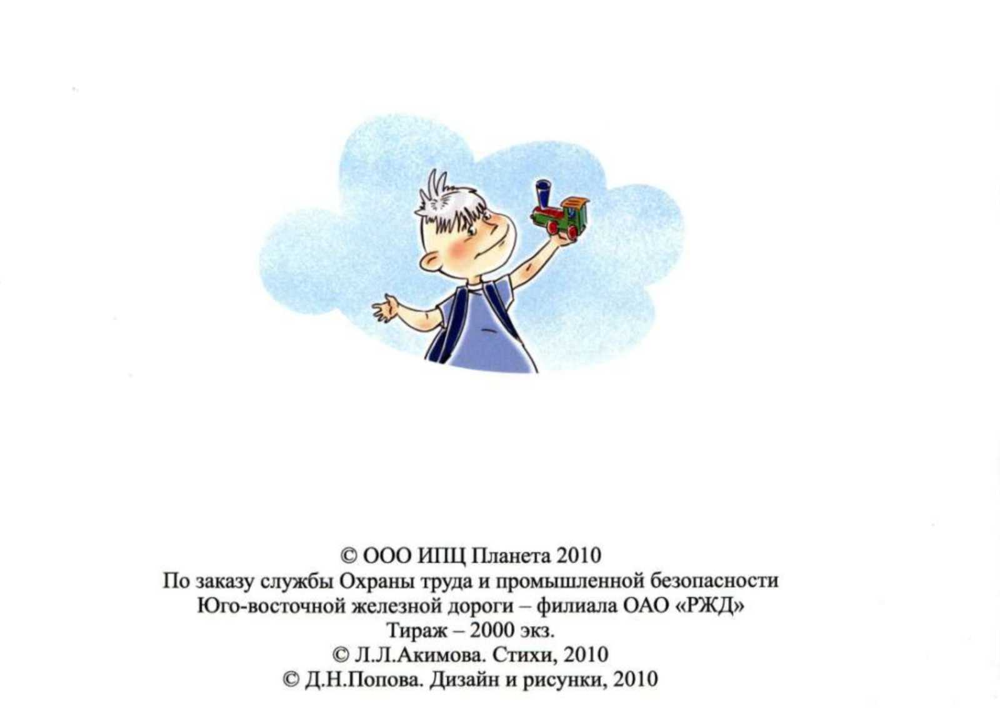 © ООО ИПЦ Планета 2010
По заказу службы Охраны труда и промышленной безопасности
Юго-восточной железной дороги – филиала ОАО «РЖД»
Тираж – 2000 экз.
© Л.Л.Акимова. Стихи, 2010
© Д.Н.Попова. Дизайн и рисунки, 2010